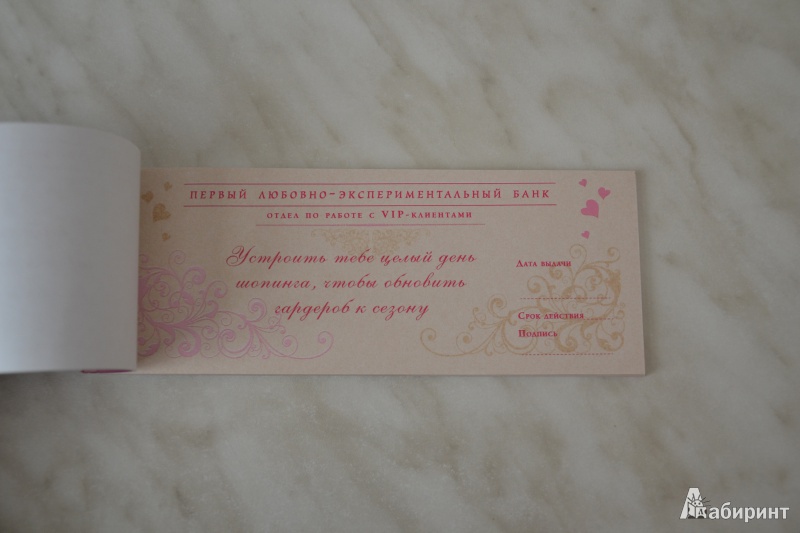 ПЕРВЫЙ ЛЮБОВНО-ЭКСПЕРИМЕНТАЛЬНЫЙ БАНК
ОТДЕЛ ПО РАБОТЕ С VIP-КЛИЕНТАМИ
Устроить тебе целый день
шопинга, чтобы обновить
гардероб к сезону
ДАТА ВЫДАЧИ
СРОК ДЕЙСТВИЯ
ПОДПИСЬ
Лабиринт